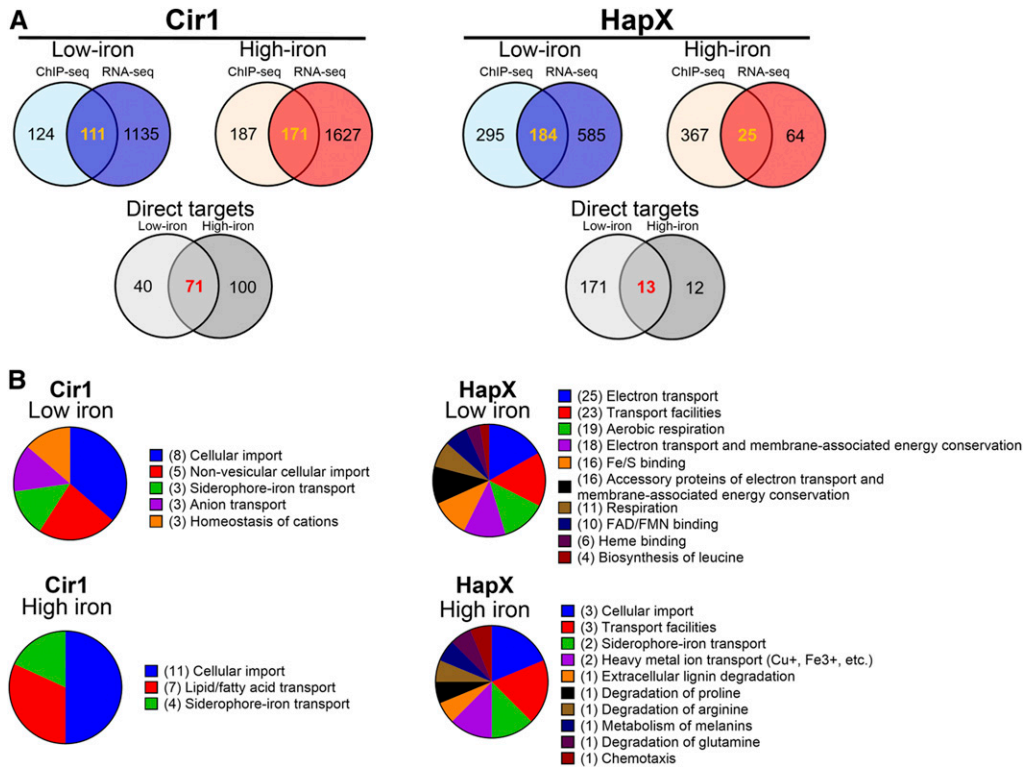 A
Cir1
Low-iron
High-iron
ChIP-seq RNA-seq
ChIP-seq RNA-seq
124 111 1135
187 171 1627
Direct targets
Low-iron High-iron
40 71 100
HapX
Low-iron
High-iron
ChIP-seq RNA-seq
ChIP-seq RNA-seq
295 184 585
367 25 64
Direct targets
Low-iron High-iron
171 13 12
B
Cir1
Low iron
(8) Cellular import
(5) Non-vesicular cellular import
(3) Siderophore-iron transport
(3) Anion transport
(3) Homeostasis of cations
HapX
Low iron
(25) Electron transport
(23) Transport facilities
(19) Aerobic respiration
(18) Electron transport and membrane-associated energy conservation
(16) Fe/S binding
(16) Accessory proteins of electron transport and
membrane-associated energy conservation
(11) Respiration
(10) FAD/FMN binding
(6) Heme binding
(4) Biosynthesis of leucine
Cir1
High iron
(11) Cellular import
(7) Lipid/fatty acid transport
(4) Siderophore-iron transport
HapX
High iron
(3) Cellular import
(3) Transport facilities
(2) Siderophore-iron transport
(2) Heavy metal ion transport (Cu+, Fe3+, etc.)
(1) Extracellular lignin degradation
(1) Degradation of proline
(1) Degradation of arginine
(1) Metabolism of melanins
(1) Degradation of glutamine
(1) Chemotaxis